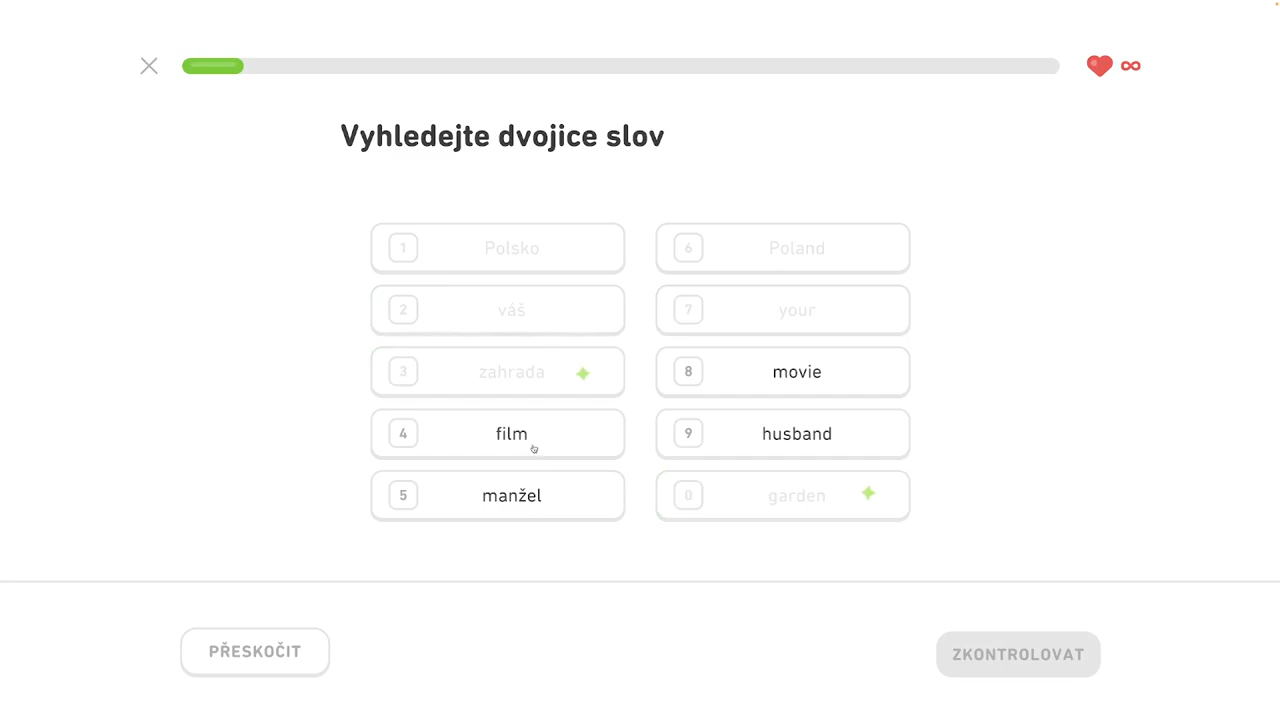 ∞
Vyhledejte dvojice slov
1 Polsko
6 Poland
2 váš
7 your
3 zahrada
8 movie
4 film
9 husband
5 manžel
0 garden
PŘESKOČIT
ZKONTROLOVAT